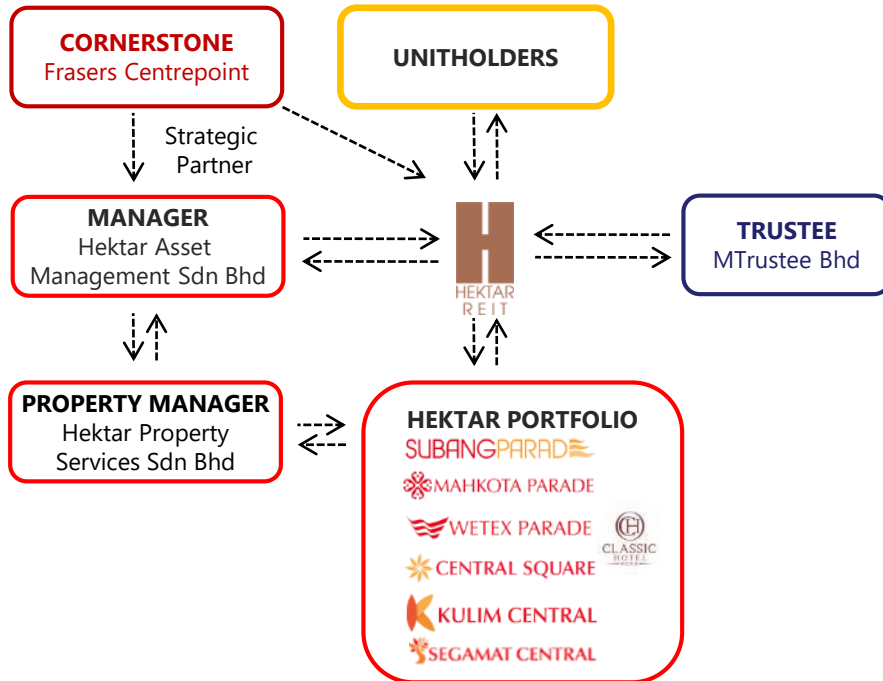 CORNERSTONE
Frasers Centrepoint
UNITHOLDERS
Strategic
Partner
MANAGER
Hektar Asset
Management Sdn Bhd
HEKTAR
REIT
TRUSTEE
MTrustee Bhd
PROPERTY MANAGER
Hektar Property
Services Sdn Bhd
HEKTAR PORTFOLIO
SUBANGPARADE
MAHKOTA PARADE
WETEX PARADE
CLASSIC
HOTEL
CENTRAL SQUARE
KULIM CENTRAL
SEGAMAT CENTRAL